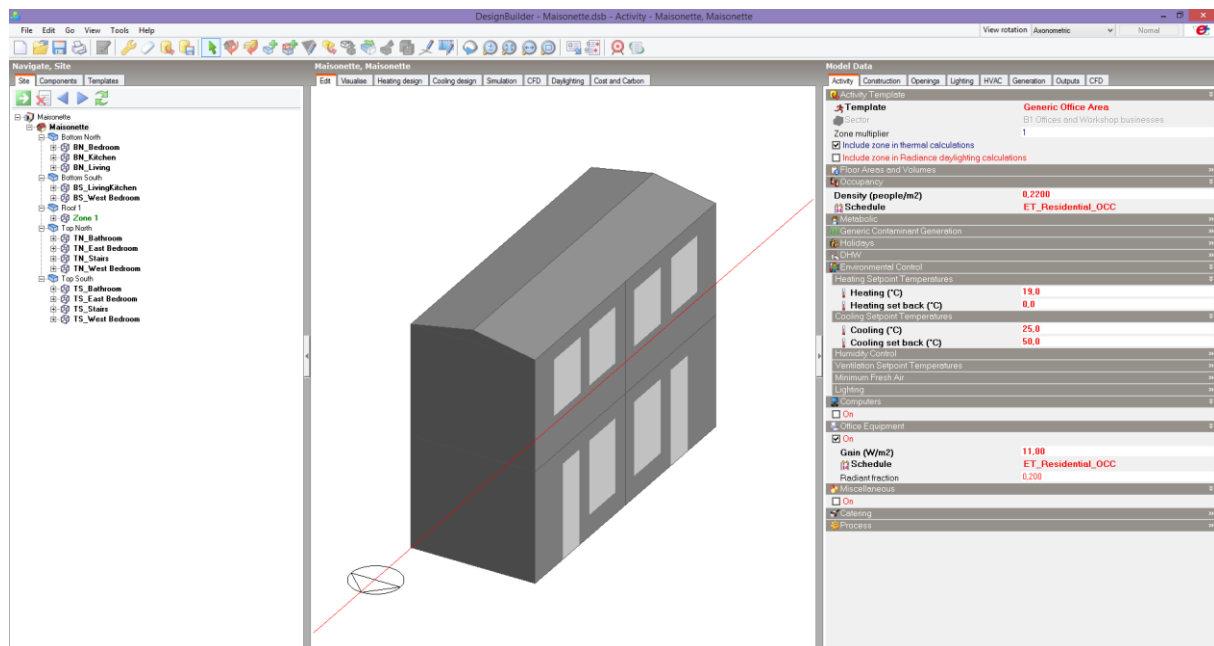 DesignBuilder - Maisonette.dsb - Activity - Maisonette, Maisonette
File Edit Go View Tools Help
View rotation Axonometric Normal
Navigate, Site
Site Components Templates
Maisonette
Maisonette
Bottom North
BN_Bedroom
BN_Kitchen
BN_Living
Bottom South
BS_LivingKitchen
BS_West Bedroom
Roof 1
Zone 1
Top North
TN_Bathroom
TN_East Bedroom
TN_Stairs
TN_West Bedroom
Top South
TS_Bathroom
TS_East Bedroom
TS_Stairs
TS_West Bedroom
Maisonette, Maisonette
Edit Visualise Heating design Cooling design Simulation CFD Daylighting Cost and Carbon
Model Data
Activity Construction Openings Lighting HVAC Generation Outputs CFD
Activity Template
Template Generic Office Area
Sector B1 Offices and Workshop businesses
Zone multiplier 1
Include zone in thermal calculations
Include zone in Radiance daylighting calculations
Floor Areas and Volumes
Occupancy
Density (people/m2) 0,2200
Schedule ET_Residential_OCC
Metabolic
Generic Contaminant Generation
Holidays
DHW
Environmental Control
Heating Setpoint Temperatures
Heating (°C) 19,0
Heating set back (°C) 0,0
Cooling Setpoint Temperatures
Cooling (°C) 25,0
Cooling set back (°C) 50,0
Humidity Control
Ventilation Setpoint Temperatures
Minimum Fresh Air
Lighting
Computers
On
Office Equipment
On
Gain (W/m2) 11,00
Schedule ET_Residential_OCC
Radiant fraction 0,200
Miscellaneous
On
Catering
Process